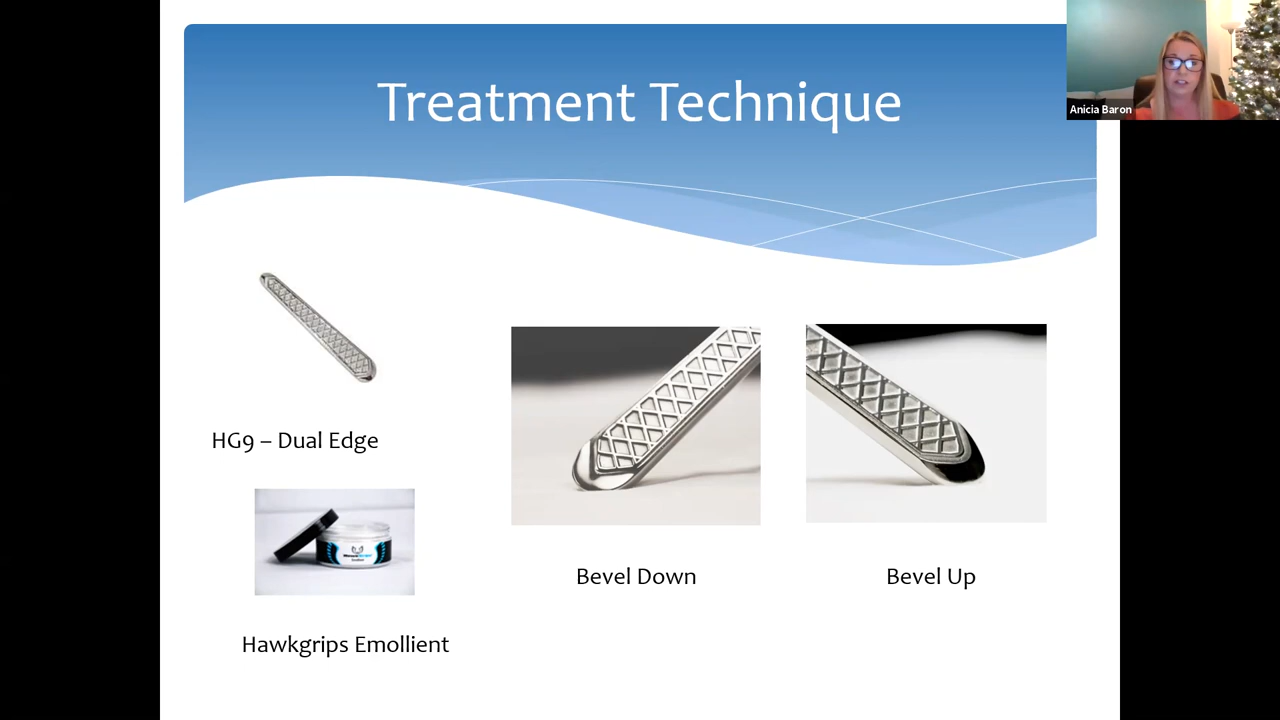 Treatment Technique
Anicia Baron
HG9 – Dual Edge
Bevel Down
Bevel Up
Hawkgrips Emollient